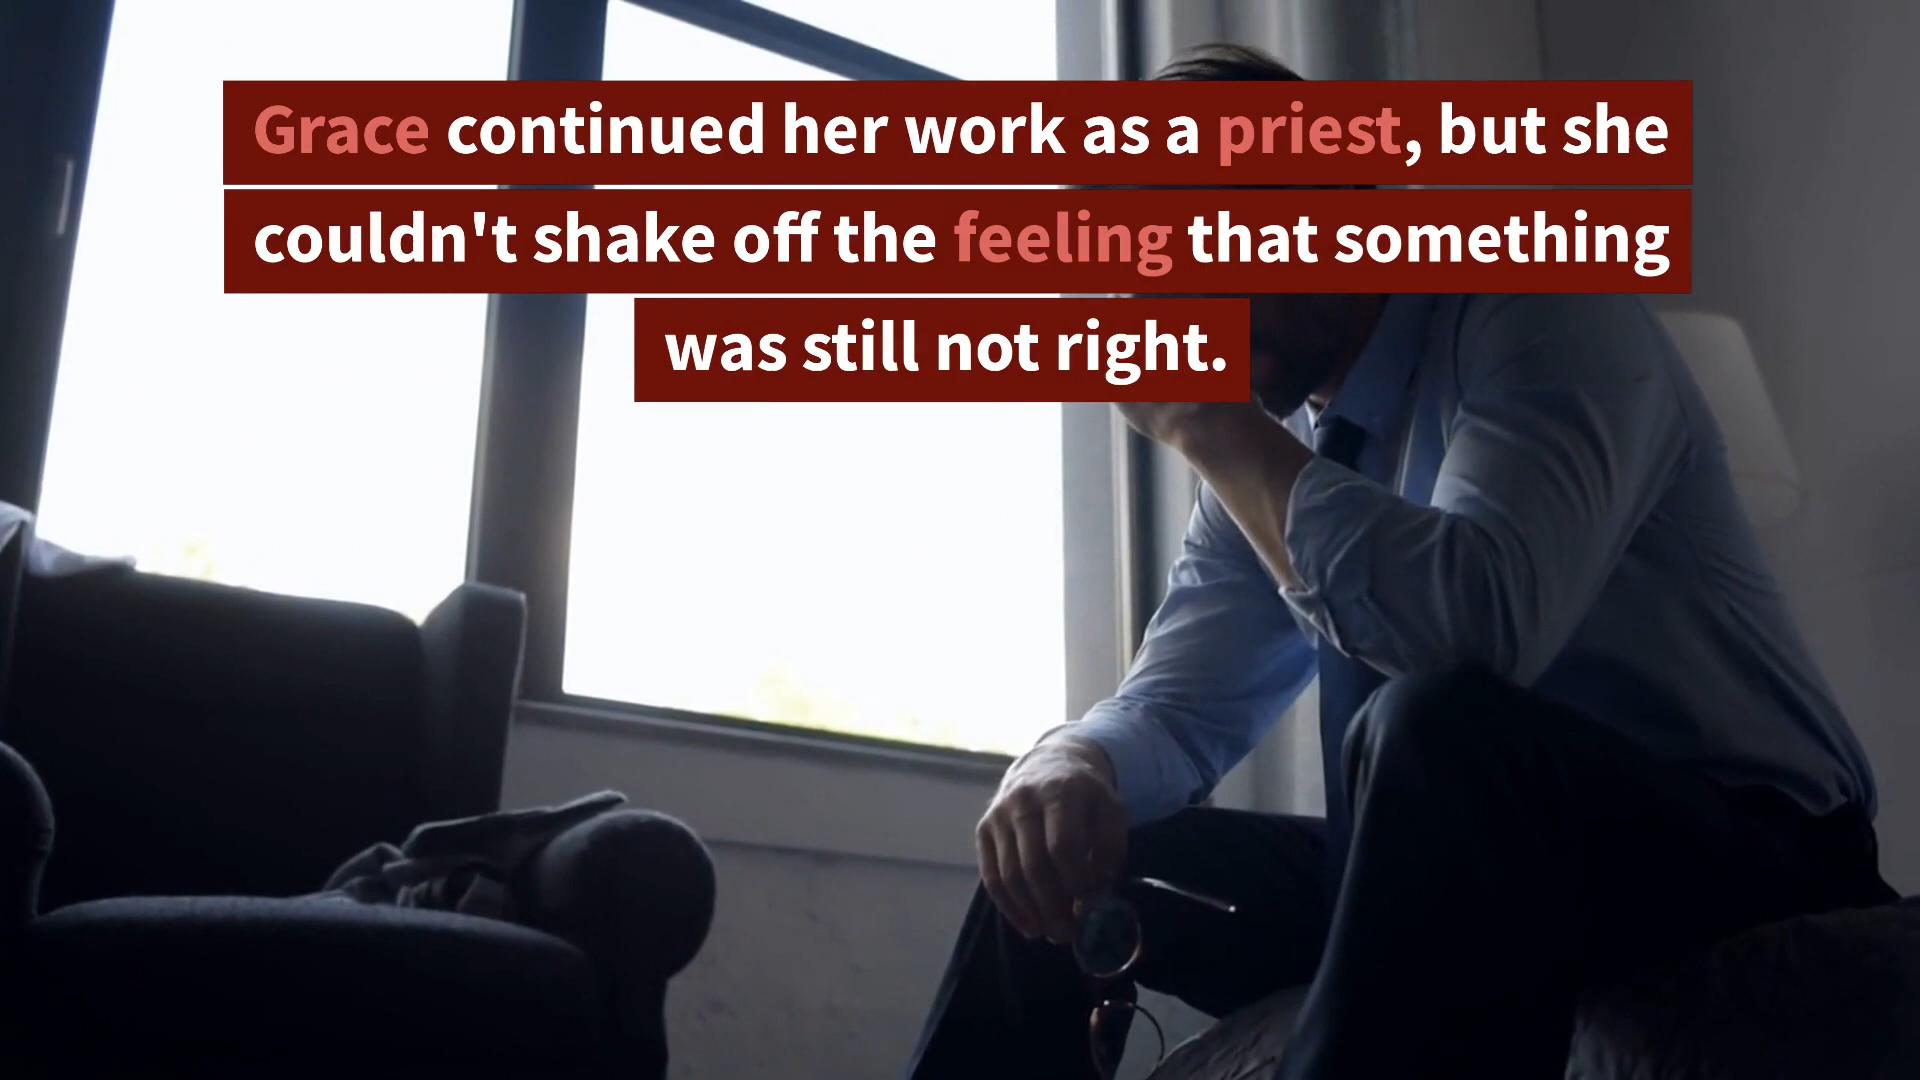 Grace continued her work as a priest, but she
couldn't shake off the feeling that something
was still not right.